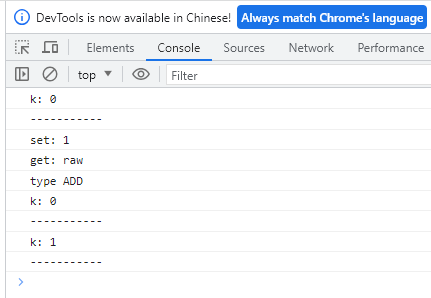 DevTools is now available in Chinese! Always match Chrome's language
Elements Console Sources Network Performance
top Filter
k: 0
-----------
set: 1
get: raw
type ADD
k: 0
-----------
k: 1
-----------